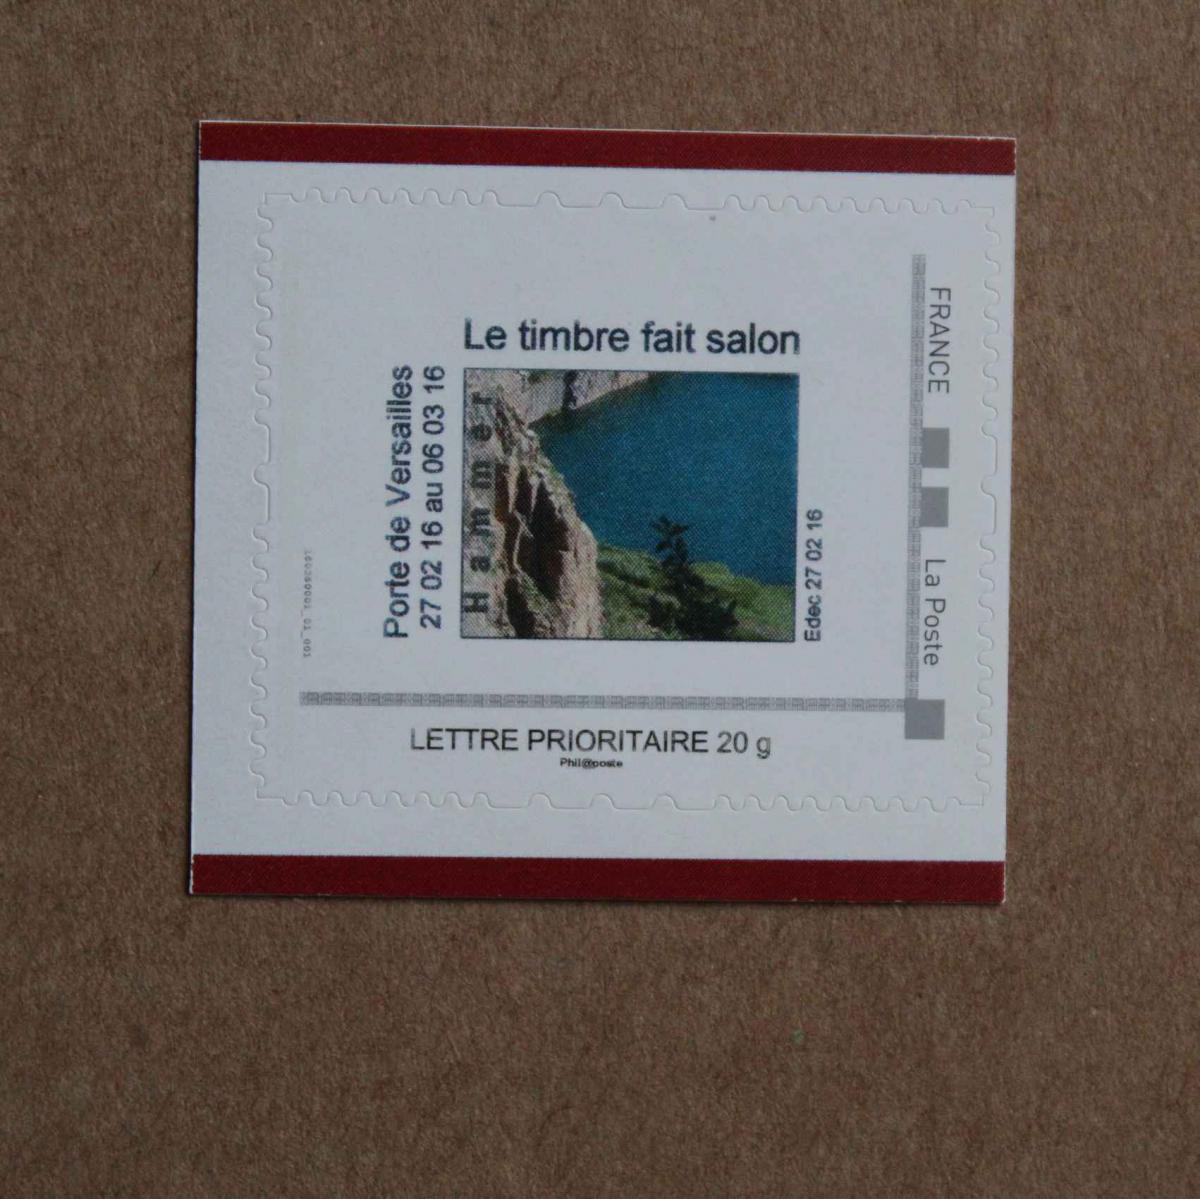 Le timbre fait salon
Porte de Versailles
27 02 16 au 06 03 16
Hammer
Edec 27 02 16
FRANCE
La Poste
LETTRE PRIORITAIRE 20 g
Phil@poste